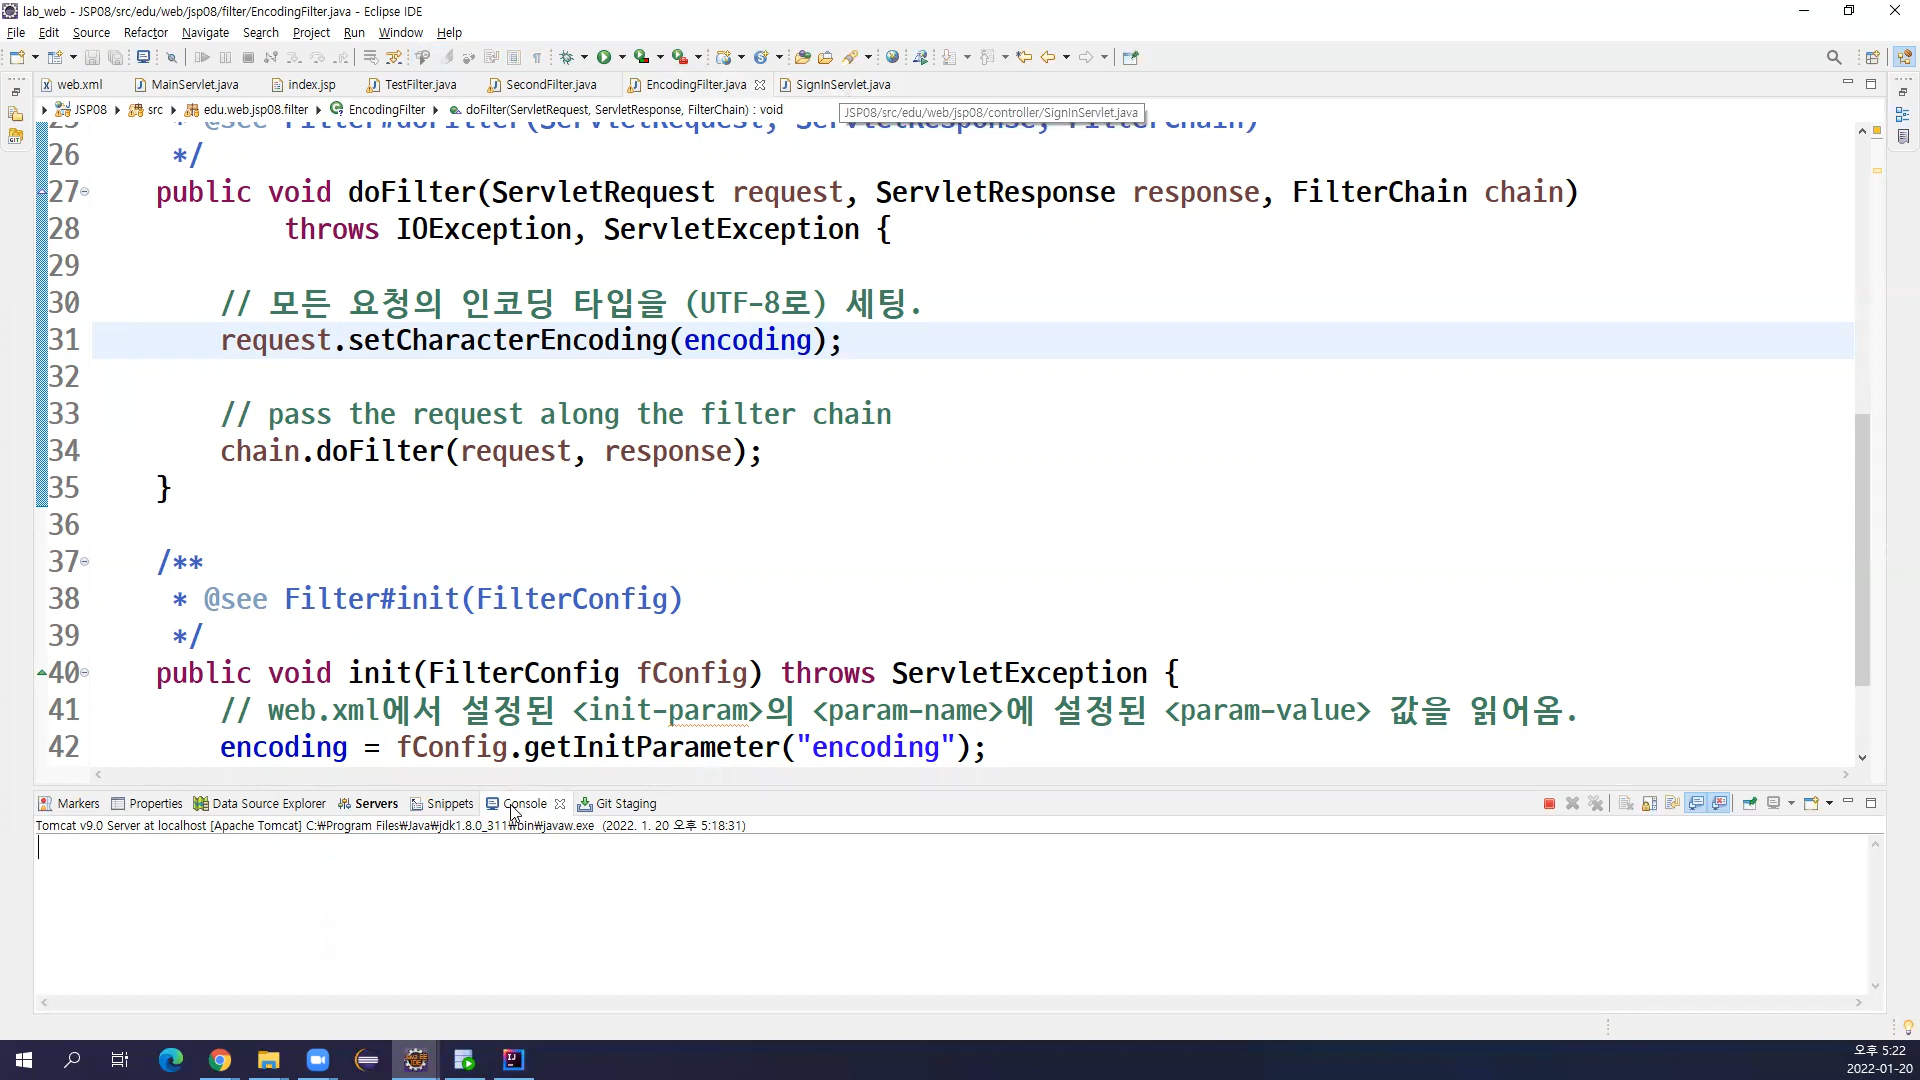 lab_web - JSP08/src/edu/web/jsp08/filter/EncodingFilter.java - Eclipse IDE
File Edit Source Refactor Navigate Search Project Run Window Help
web.xml MainServlet.java index.jsp TestFilter.java SecondFilter.java EncodingFilter.java SignInServlet.java
JSP08 src edu.web.jsp08.filter EncodingFilter doFilter(ServletRequest, ServletResponse, FilterChain) : void
JSP08/src/edu/web/jsp08/controller/SignInServlet.java
25 * @see Filter#doFilter(ServletRequest, ServletResponse, FilterChain)
26 */
27 public void doFilter(ServletRequest request, ServletResponse response, FilterChain chain)
28 throws IOException, ServletException {
29
30 // 모든 요청의 인코딩 타입을 (UTF-8로) 세팅.
31 request.setCharacterEncoding(encoding);
32
33 // pass the request along the filter chain
34 chain.doFilter(request, response);
35 }
36
37 /**
38 * @see Filter#init(FilterConfig)
39 */
40 public void init(FilterConfig fConfig) throws ServletException {
41 // web.xml에서 설정된 <init-param>의 <param-name>에 설정된 <param-value> 값을 읽어옴.
42 encoding = fConfig.getInitParameter("encoding");
Markers Properties Data Source Explorer Servers Snippets Console Git Staging
Tomcat v9.0 Server at localhost [Apache Tomcat] C:₩Program Files₩Java₩jdk1.8.0_311₩bin₩javaw.exe (2022. 1. 20 오후 5:18:31)
오후 5:22
2022-01-20